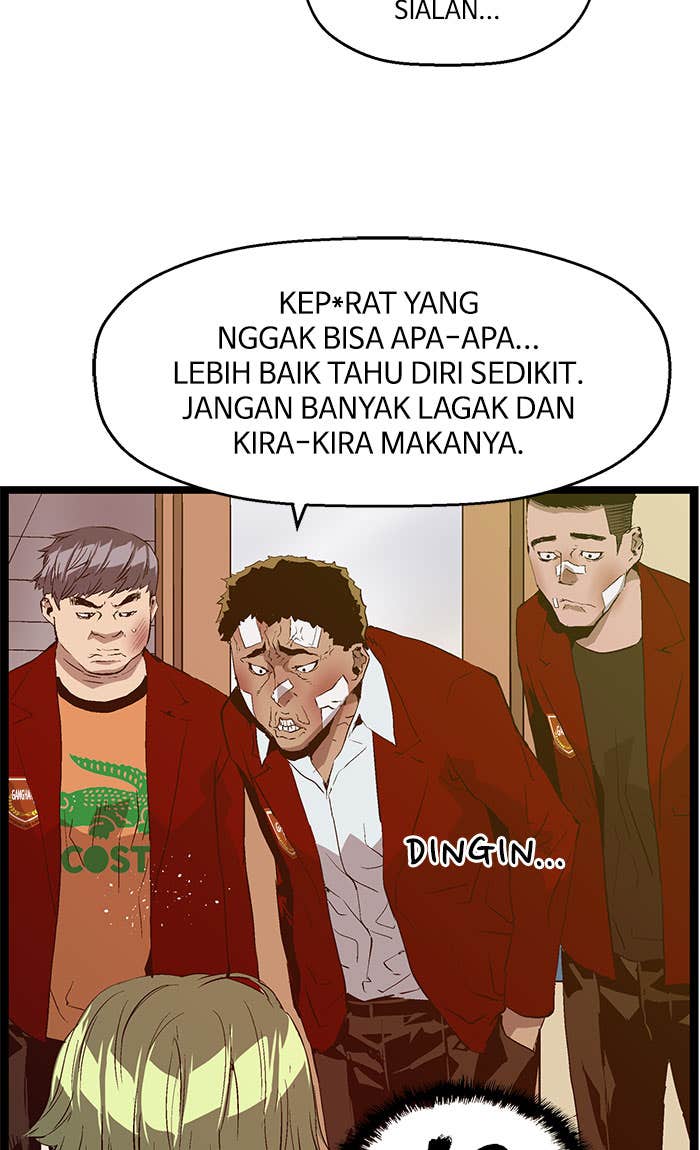 SIALAN...
KEP*RAT YANG
NGGAK BISA APA-APA...
LEBIH BAIK TAHU DIRI SEDIKIT.
JANGAN BANYAK LAGAK DAN
KIRA-KIRA MAKANYA.
COST
DINGIN...